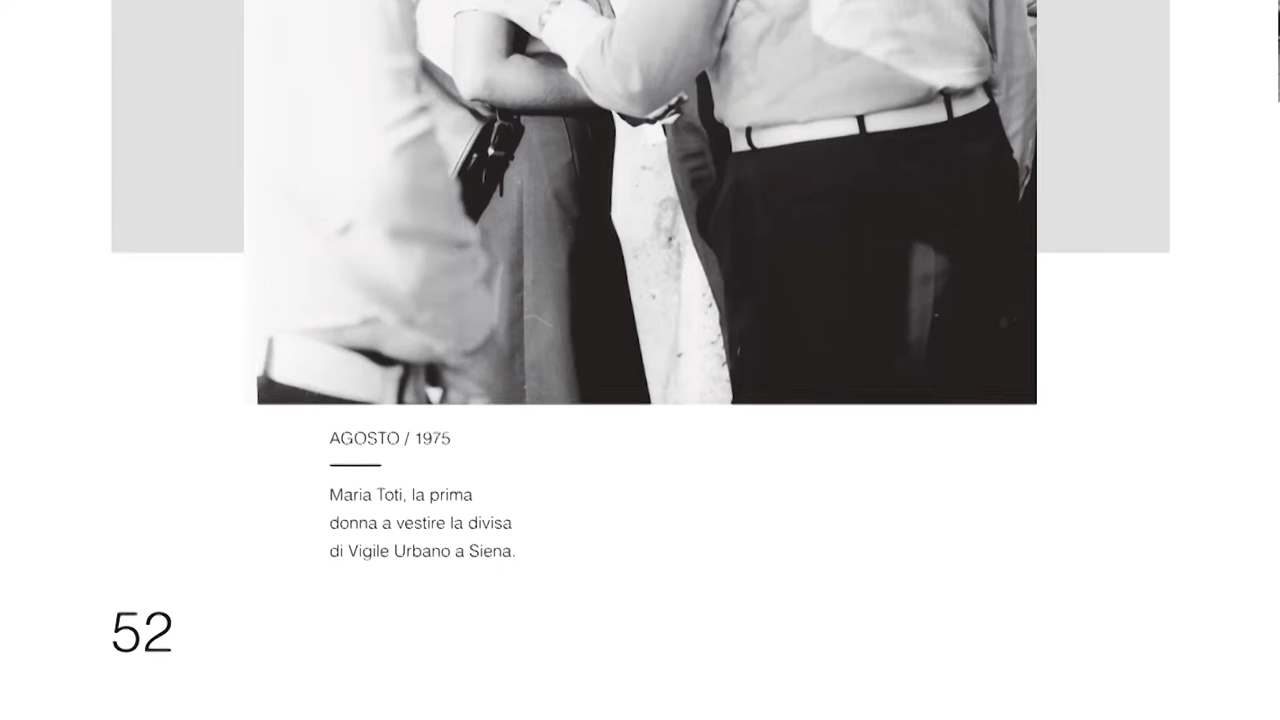 AGOSTO / 1975
Maria Toti, la prima
donna a vestire la divisa
di Vigile Urbano a Siena.
52